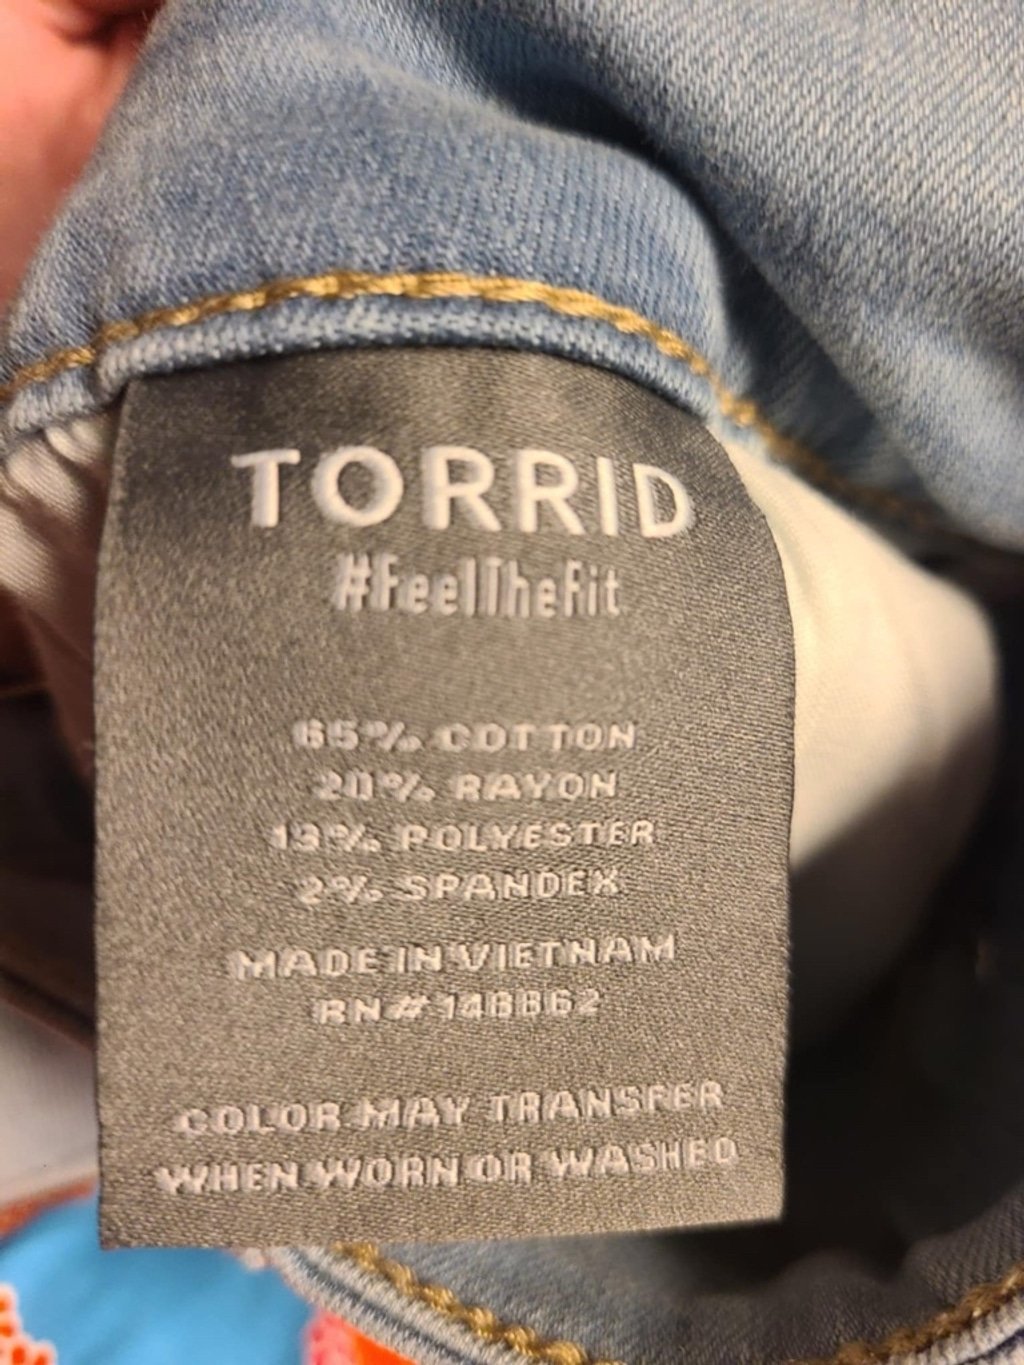 TORRID
#FeelTheFit
65% COTTON
20% RAYON
13% POLYESTER
2% SPANDEX
MADE IN VIETNAM
RN# 148862
COLOR MAY TRANSFER
WHEN WORN OR WASHED